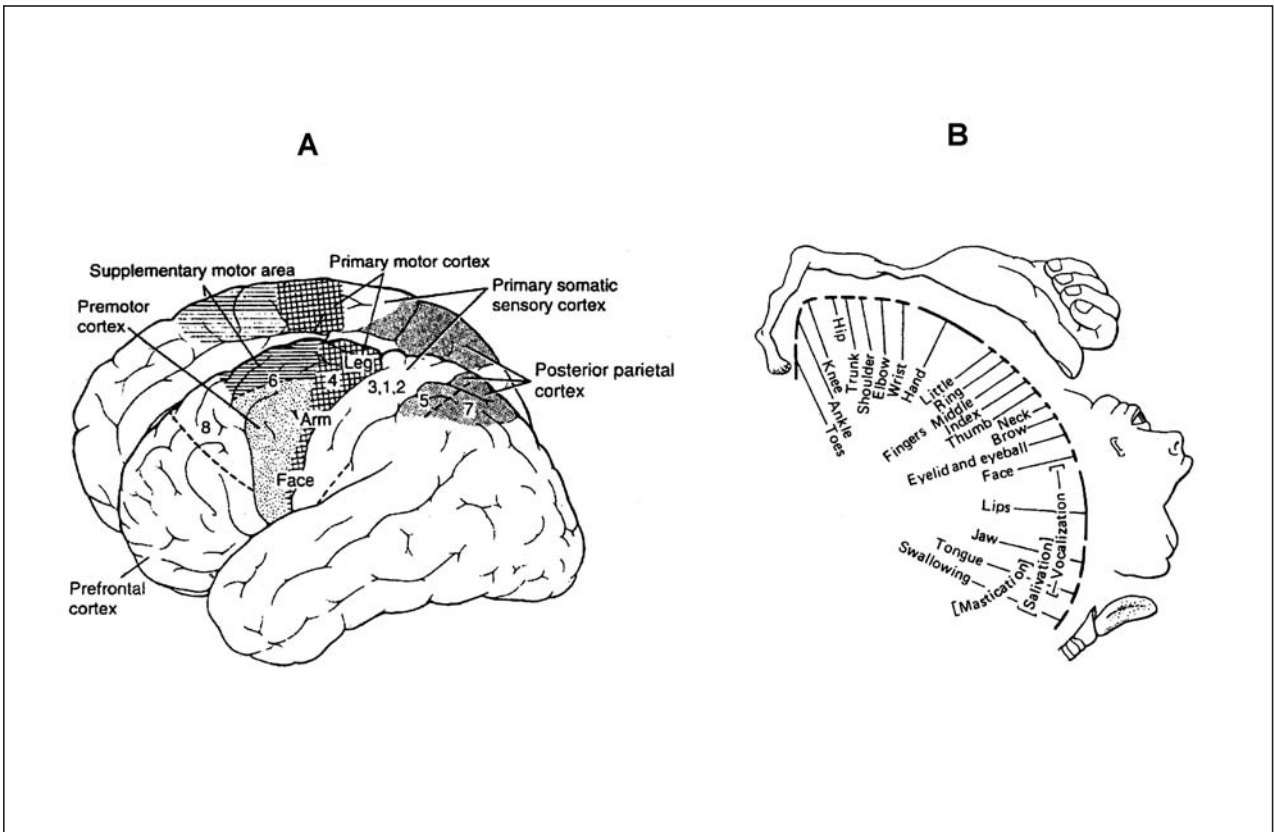 A
B
Supplementary motor area
Primary motor cortex
Premotor
cortex
Primary somatic
sensory cortex
Posterior parietal
cortex
Leg
6
4
3,1,2
5
7
8
Arm
Face
Prefrontal
cortex
Toes
Ankle
Knee
Hip
Trunk
Shoulder
Elbow
Wrist
Hand
Little
Ring
Middle
Index
Thumb
Fingers
Neck
Brow
Eyelid and eyeball
Face
Lips
Jaw
Tongue
Swallowing
[Mastication]
[Salivation]
[Vocalization]